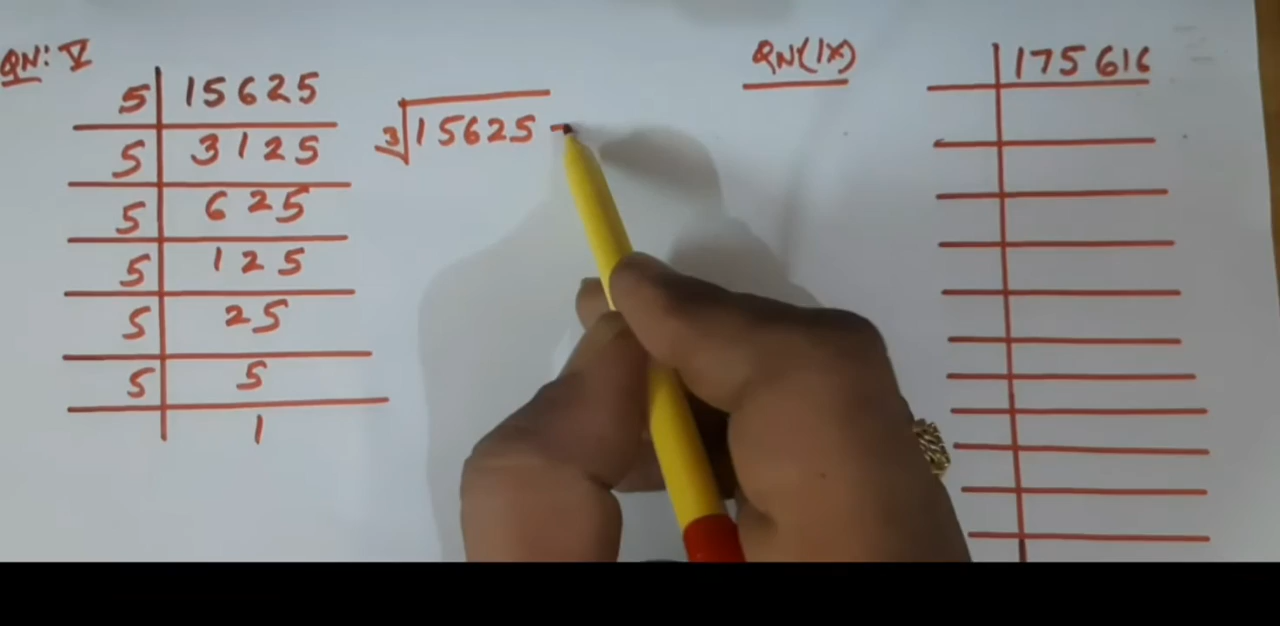 QN: V
5 | 15625
5 | 3125
5 | 625
5 | 125
5 | 25
5 | 5
1
∛15625 =
QN(IX)
175616